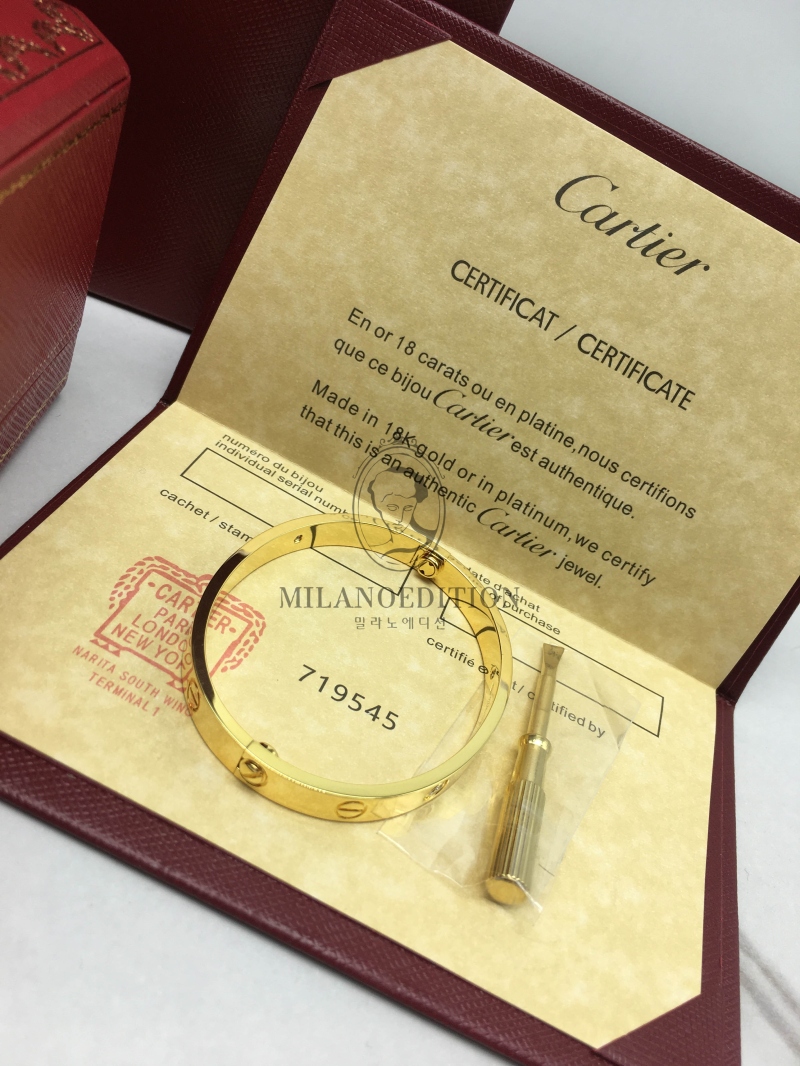 Cartier
CERTIFICAT / CERTIFICATE
En or 18 carats ou en platine,nous certifions
que ce bijou Cartier est authentique.
Made in 18K gold or in platinum,we certify
that this is an authentic Cartier jewel.
numéro du bijou
individual serial
cachet /
date d'achat
purchase
MILANOEDITION
밀라노에디션
CARTIER
PARIS
LONDON
NEW YORK
NARITA SOUTH WING
TERMINAL 1
719545
certifié
certified by